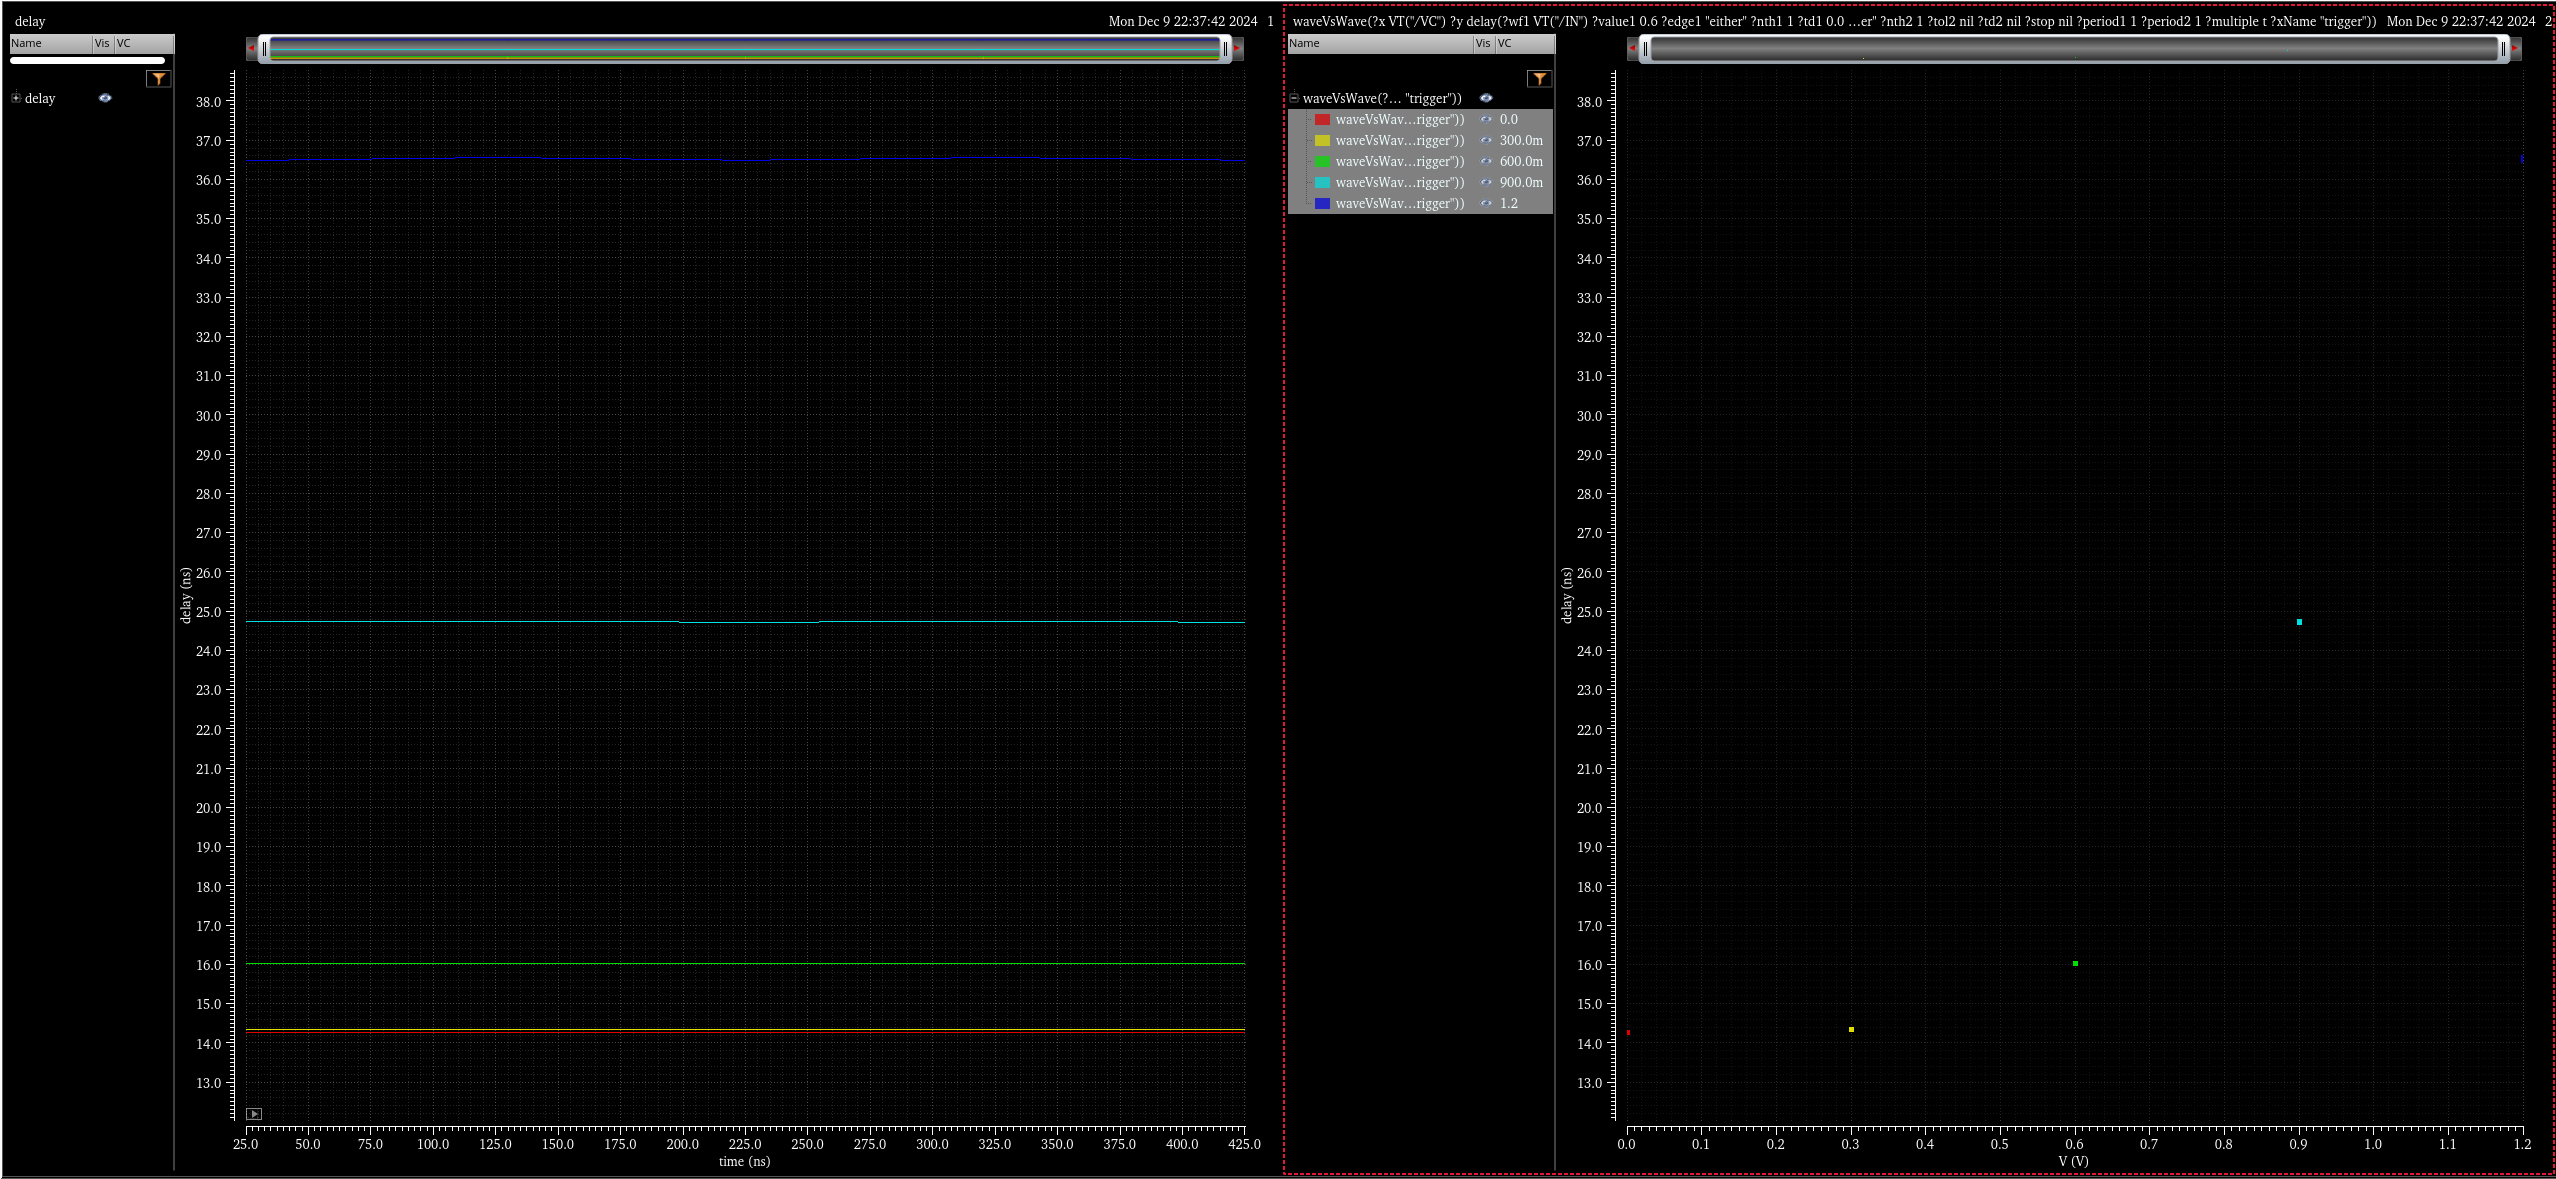 delay
Mon Dec 9 22:37:42 2024 1
Name Vis VC
delay
38.0
37.0
36.0
35.0
34.0
33.0
32.0
31.0
30.0
29.0
28.0
27.0
26.0
25.0
24.0
23.0
22.0
21.0
20.0
19.0
18.0
17.0
16.0
15.0
14.0
13.0
delay (ns)
25.0 50.0 75.0 100.0 125.0 150.0 175.0 200.0 225.0 250.0 275.0 300.0 325.0 350.0 375.0 400.0 425.0
time (ns)
waveVsWave(?x VT("/VC") ?y delay(?wf1 VT("/IN") ?value1 0.6 ?edge1 "either" ?nth1 1 ?td1 0.0 ...er" ?nth2 1 ?tol2 nil ?td2 nil ?stop nil ?period1 1 ?period2 1 ?multiple t ?xName "trigger")) Mon Dec 9 22:37:42 2024 2
Name Vis VC
waveVsWave(?... "trigger"))
waveVsWav...rigger")) 0.0
waveVsWav...rigger")) 300.0m
waveVsWav...rigger")) 600.0m
waveVsWav...rigger")) 900.0m
waveVsWav...rigger")) 1.2
38.0
37.0
36.0
35.0
34.0
33.0
32.0
31.0
30.0
29.0
28.0
27.0
26.0
25.0
24.0
23.0
22.0
21.0
20.0
19.0
18.0
17.0
16.0
15.0
14.0
13.0
delay (ns)
0.0 0.1 0.2 0.3 0.4 0.5 0.6 0.7 0.8 0.9 1.0 1.1 1.2
V (V)